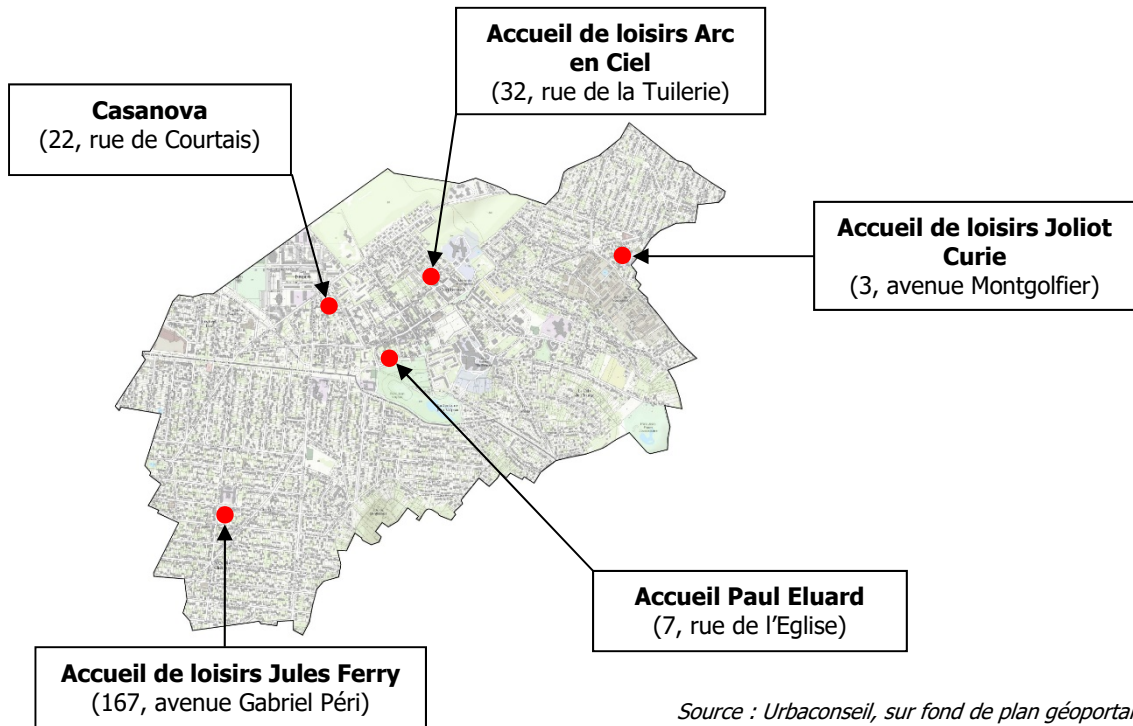 Accueil de loisirs Arc
en Ciel
(32, rue de la Tuilerie)
Casanova
(22, rue de Courtais)
Accueil de loisirs Joliot
Curie
(3, avenue Montgolfier)
Accueil Paul Eluard
(7, rue de l'Eglise)
Accueil de loisirs Jules Ferry
(167, avenue Gabriel Péri)
Source : Urbaconseil, sur fond de plan géoportai